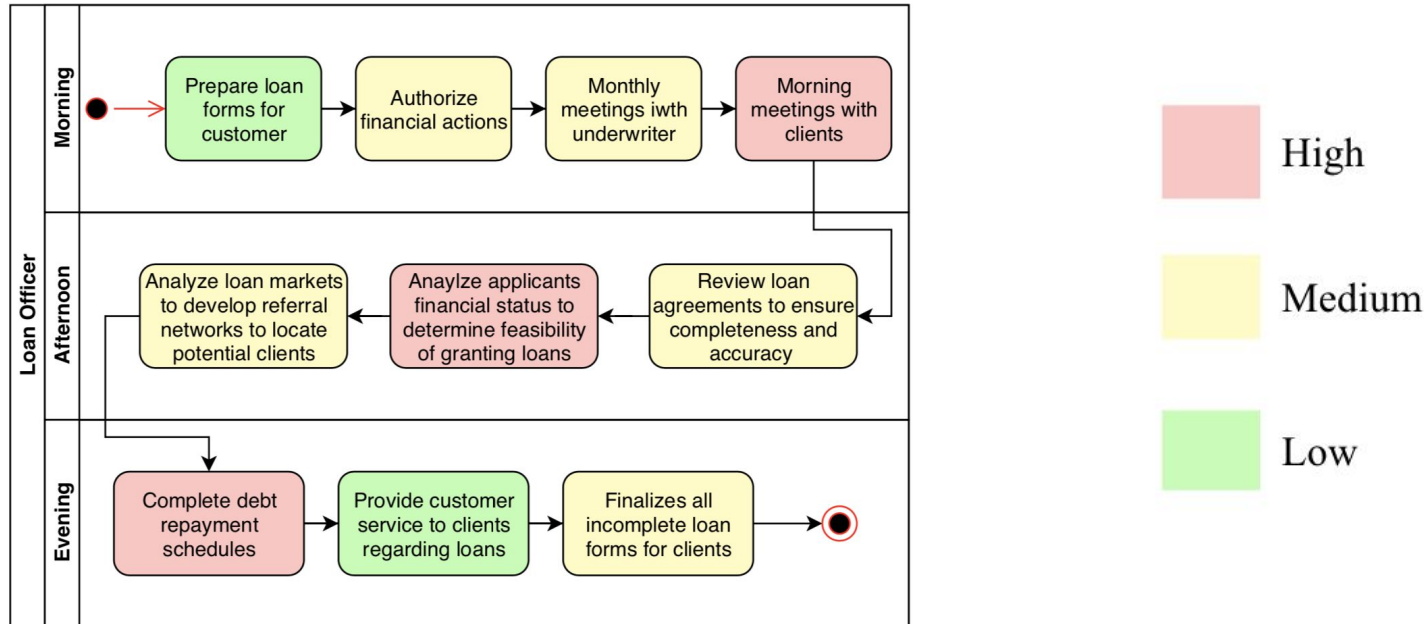 Loan Officer
Morning
Prepare loan
forms for
customer
Authorize
financial actions
Monthly
meetings iwth
underwriter
Morning
meetings with
clients
Afternoon
Analyze loan markets
to develop referral
networks to locate
potential clients
Anaylze applicants
financial status to
determine feasibility
of granting loans
Review loan
agreements to ensure
completeness and
accuracy
Evening
Complete debt
repayment
schedules
Provide customer
service to clients
regarding loans
Finalizes all
incomplete loan
forms for clients
High
Medium
Low